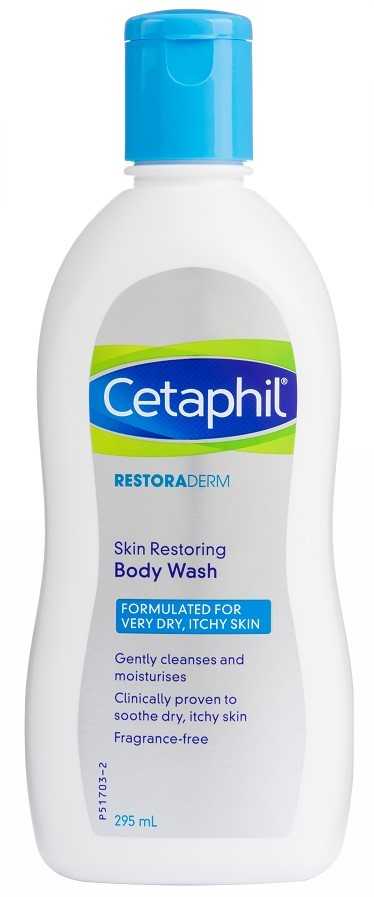 Cetaphil®
RESTORADERM
Skin Restoring
Body Wash
FORMULATED FOR
VERY DRY, ITCHY SKIN
Gently cleanses and
moisturises
Clinically proven to
soothe dry, itchy skin
Fragrance-free
295 mL
P51703-2